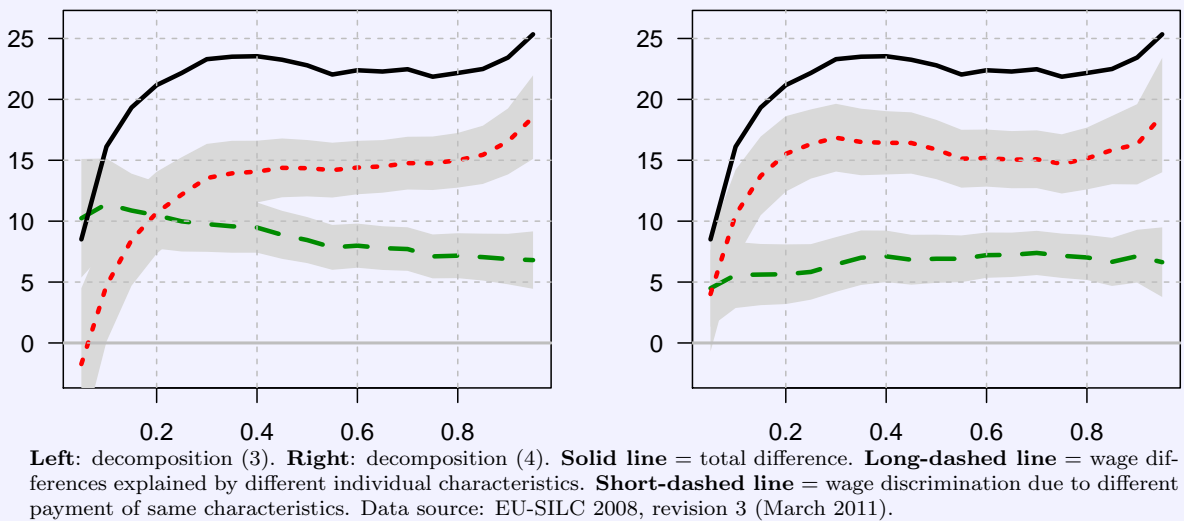 25
20
15
10
5
0
0.2 0.4 0.6 0.8
25
20
15
10
5
0
0.2 0.4 0.6 0.8
Left: decomposition (3). Right: decomposition (4). Solid line = total difference. Long-dashed line = wage dif-
ferences explained by different individual characteristics. Short-dashed line = wage discrimination due to different
payment of same characteristics. Data source: EU-SILC 2008, revision 3 (March 2011).